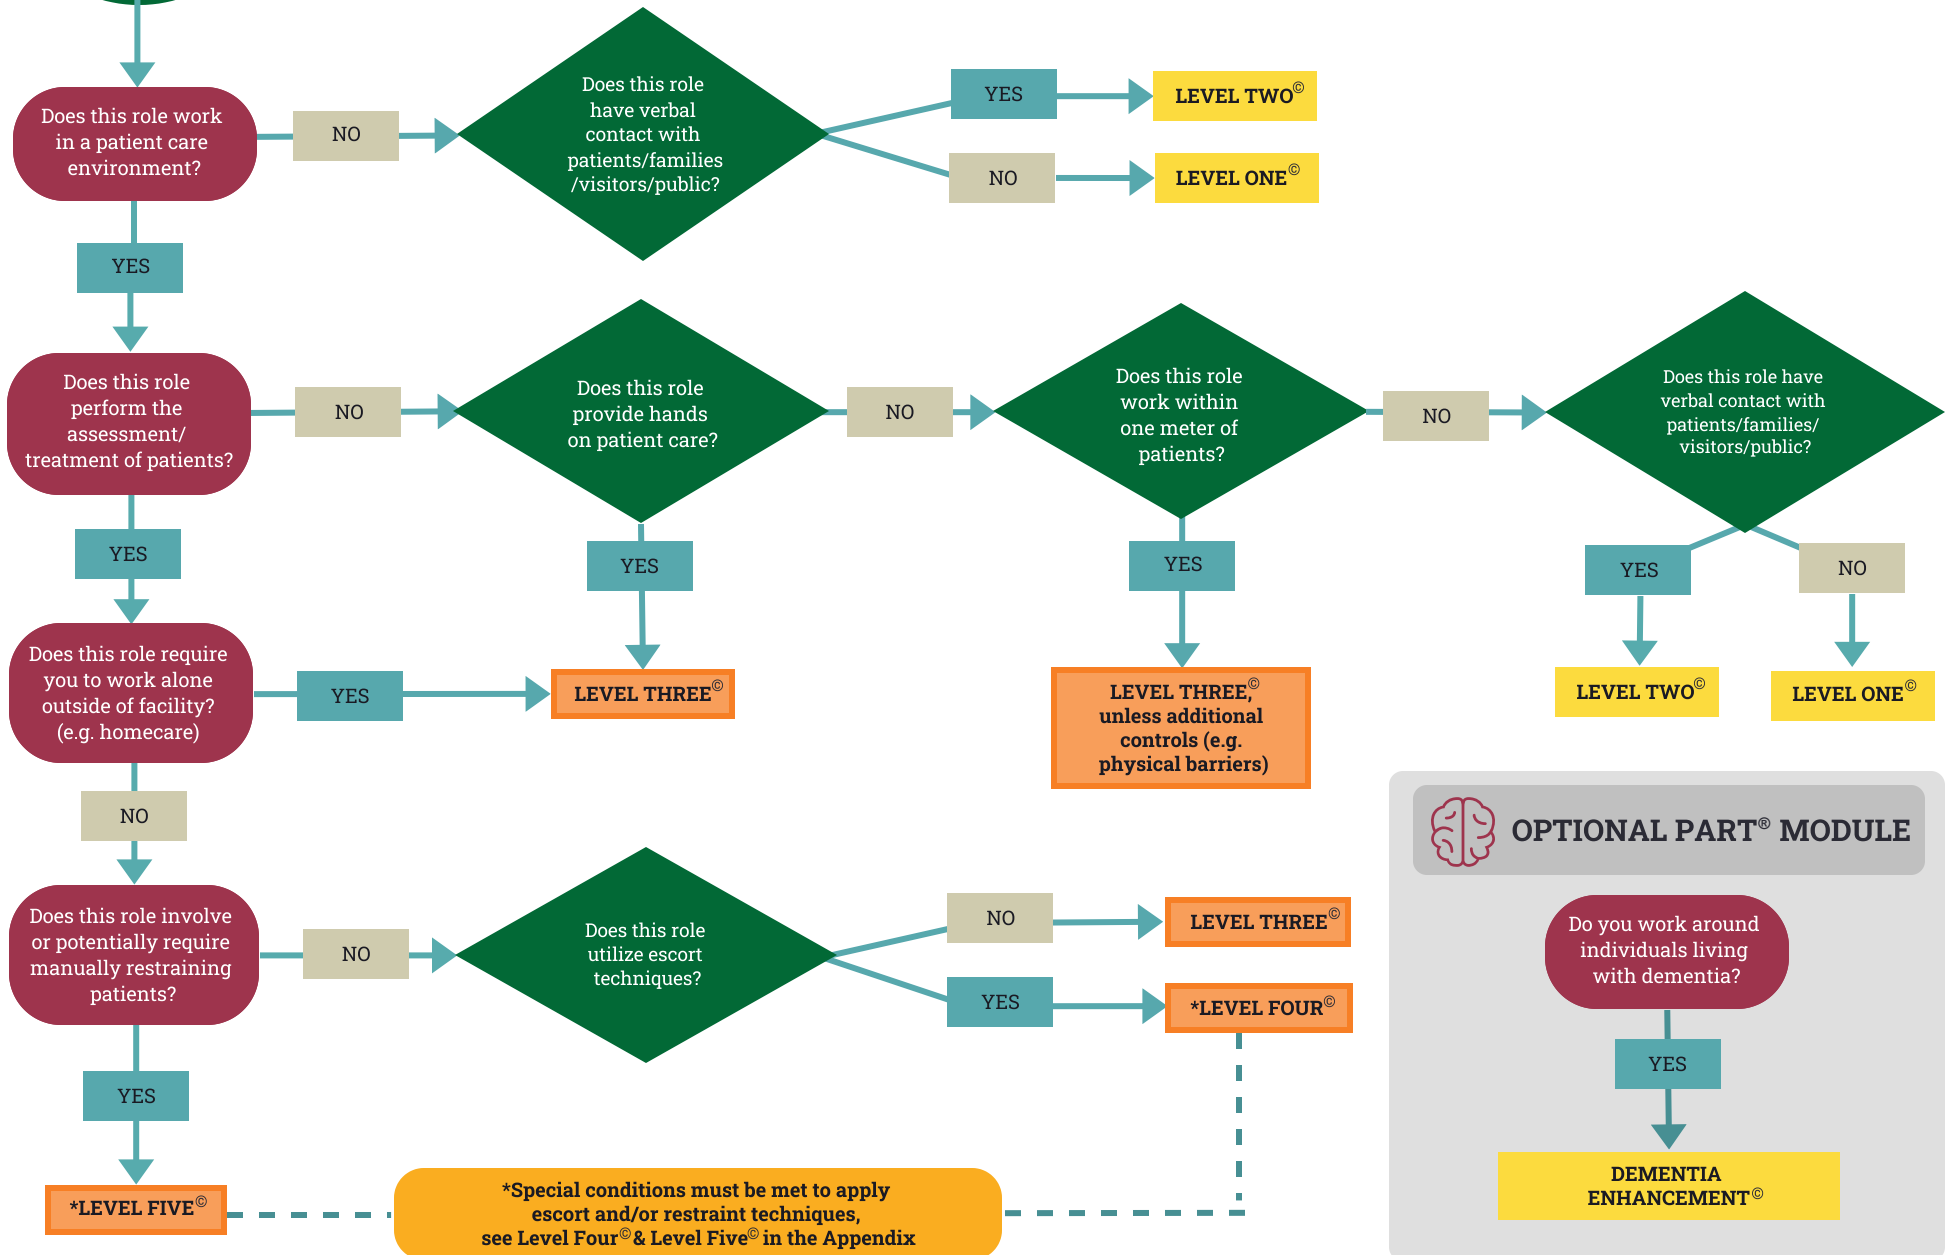 Does this role work
in a patient care
environment?
NO
Does this role
have verbal
contact with
patients/families
/visitors/public?
YES
LEVEL TWO©
NO
LEVEL ONE©
YES
Does this role
perform the
assessment/
treatment of patients?
NO
Does this role
provide hands
on patient care?
NO
Does this role
work within
one meter of
patients?
NO
Does this role have
verbal contact with
patients/families/
visitors/public?
YES
YES
YES
YES
NO
Does this role require
you to work alone
outside of facility?
(e.g. homecare)
YES
LEVEL THREE©
LEVEL THREE©,
unless additional
controls (e.g.
physical barriers)
LEVEL TWO©
LEVEL ONE©
NO
Does this role involve
or potentially require
manually restraining
patients?
NO
Does this role
utilize escort
techniques?
NO
LEVEL THREE©
YES
*LEVEL FOUR©
YES
*LEVEL FIVE©
*Special conditions must be met to apply
escort and/or restraint techniques,
see Level Four© & Level Five© in the Appendix
OPTIONAL PART® MODULE
Do you work around
individuals living
with dementia?
YES
DEMENTIA
ENHANCEMENT©